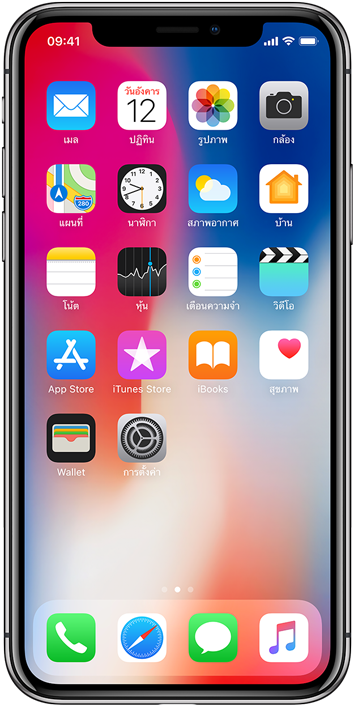 09:41
วันอังคาร
12
เมล
ปฏิทิน
รูปภาพ
กล้อง
280
แผนที่
นาฬิกา
สภาพอากาศ
บ้าน
โน้ต
หุ้น
เตือนความจำ
วิดีโอ
App Store
iTunes Store
iBooks
สุขภาพ
Wallet
การตั้งค่า